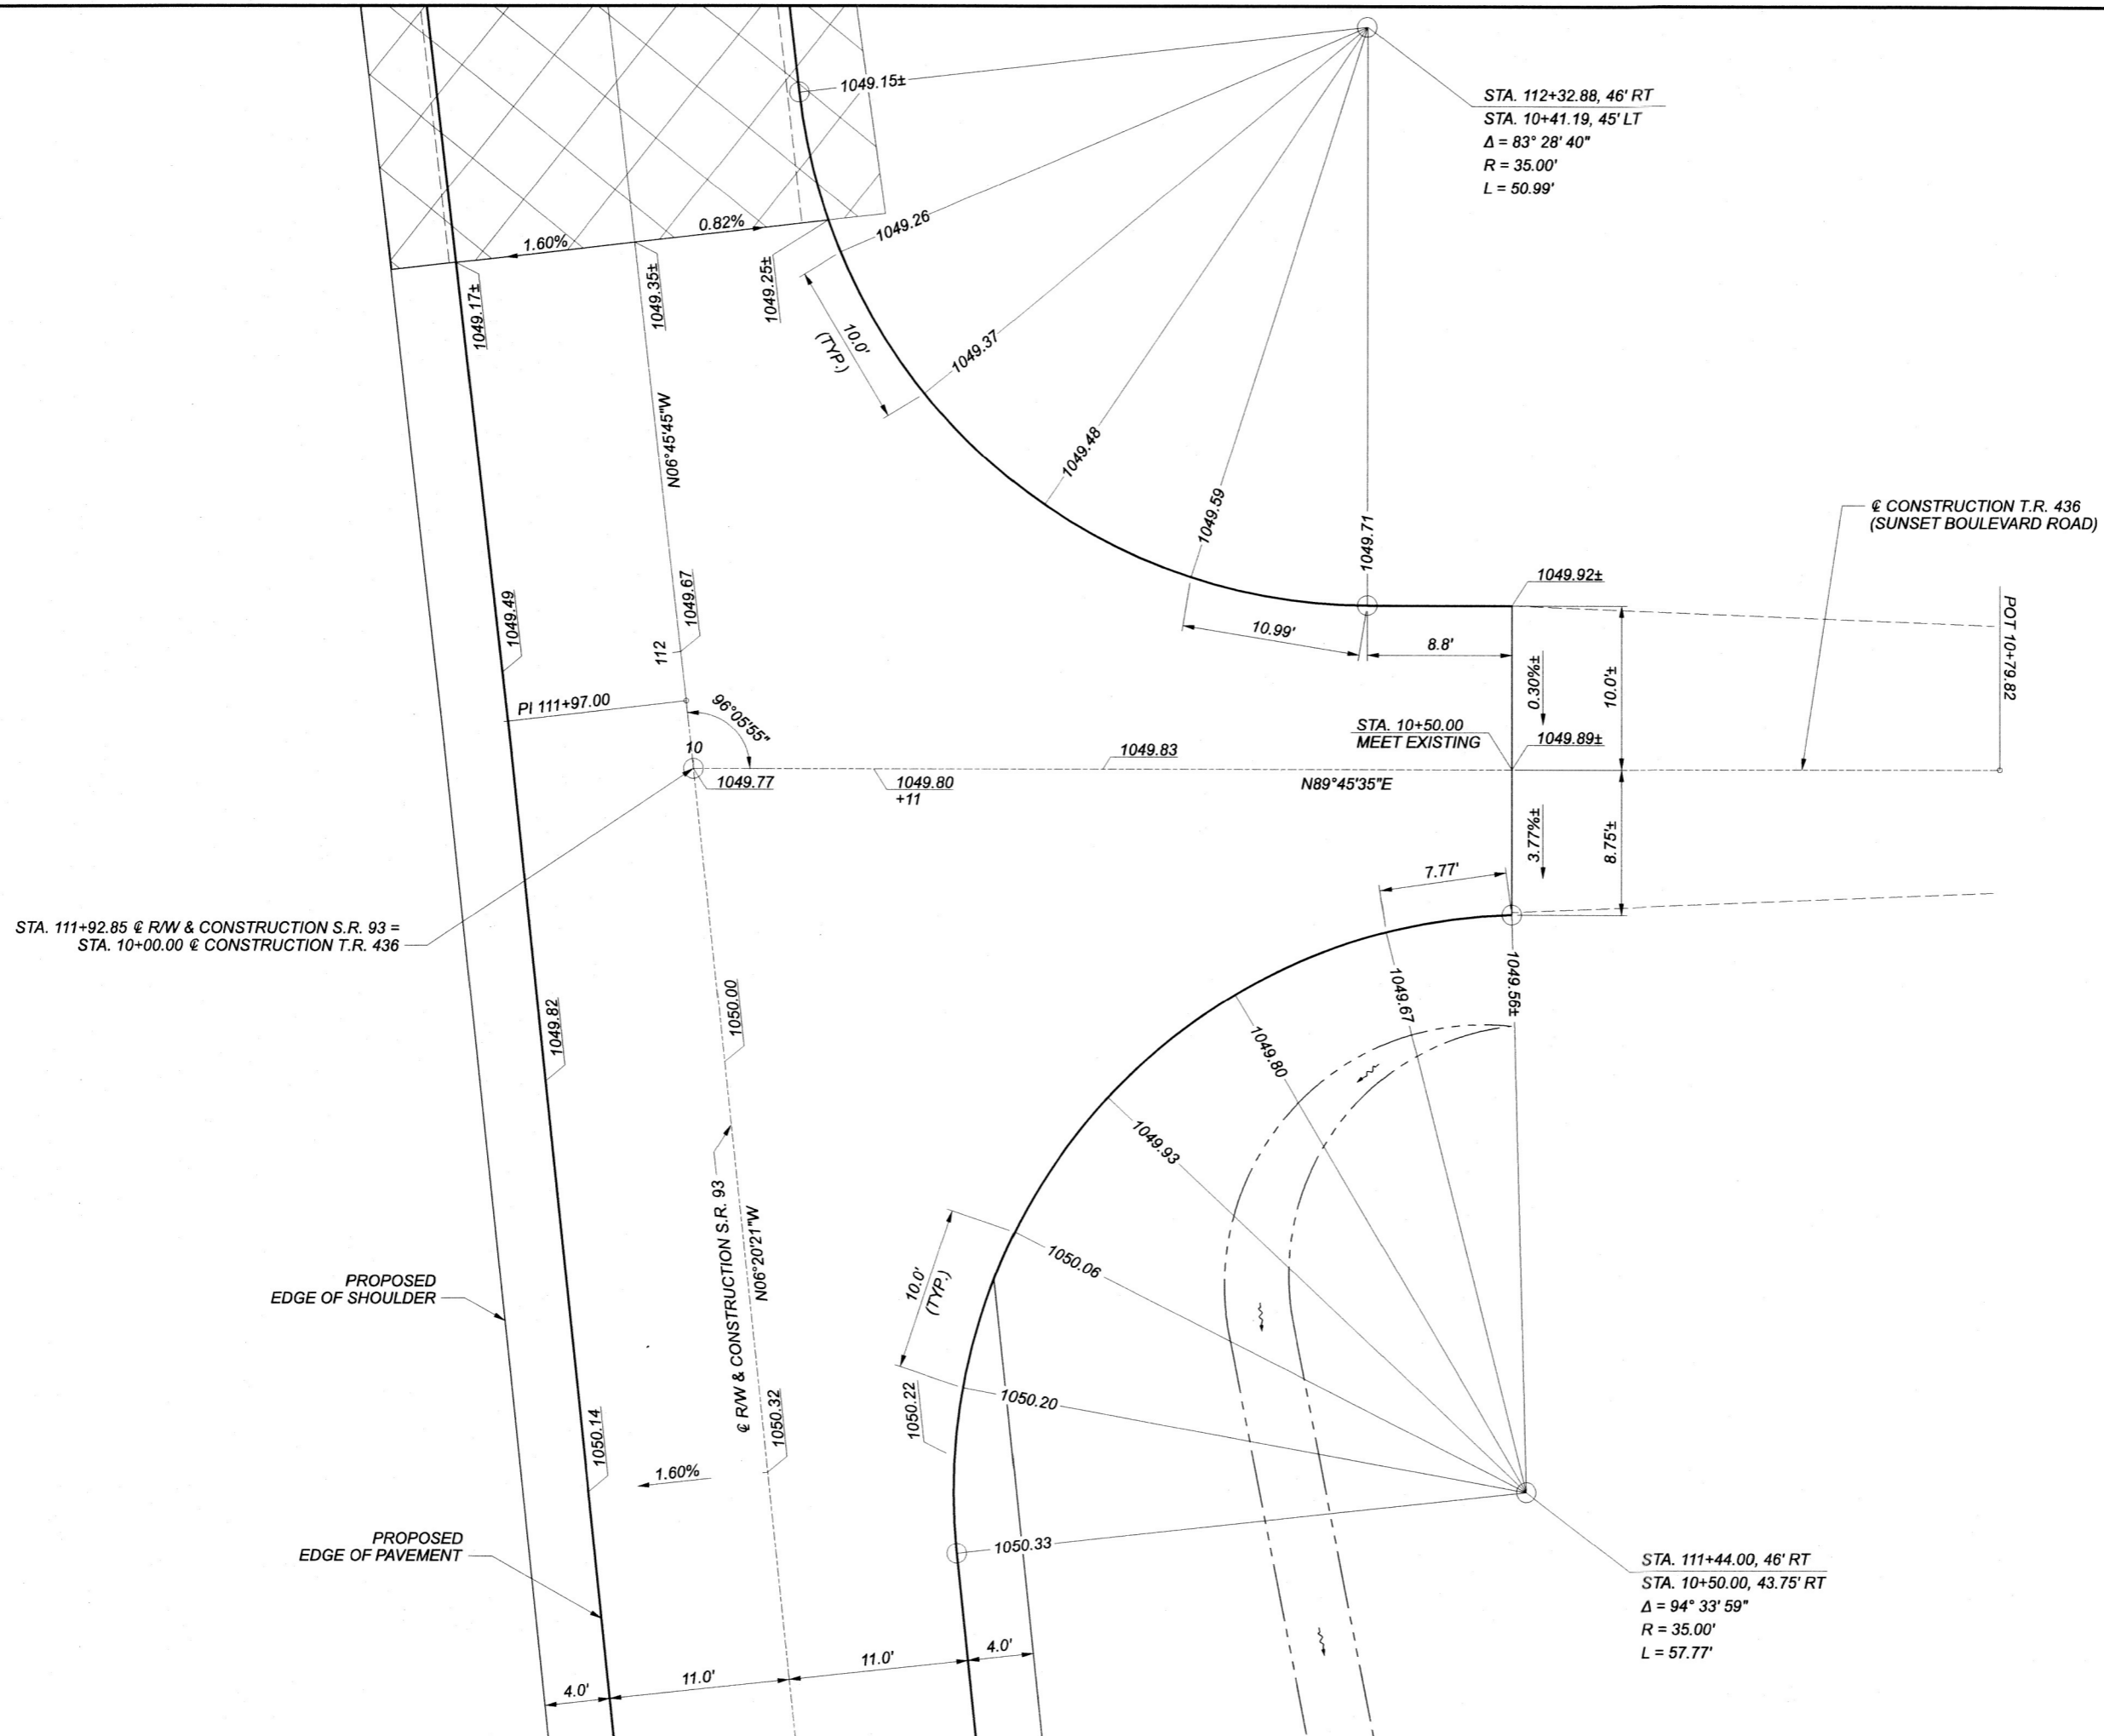 1049.15±
STA. 112+32.88, 46' RT
STA. 10+41.19, 45' LT
Δ = 83° 28' 40"
R = 35.00'
L = 50.99'
1049.26
0.82%
1.60%
1049.17±
1049.35±
1049.25±
10.0'
(TYP.)
1049.37
N06°45'45"W
1049.48
1049.59
1049.71
℄ CONSTRUCTION T.R. 436
(SUNSET BOULEVARD ROAD)
1049.92±
1049.49
1049.67
112
10.99'
8.8'
0.30%±
10.0'±
POT 10+79.82
PI 111+97.00
96°05'55"
STA. 10+50.00
MEET EXISTING
1049.89±
10
1049.77
1049.80
+11
1049.83
N89°45'35"E
3.77%±
8.75'±
7.77'
STA. 111+92.85 ℄ R/W & CONSTRUCTION S.R. 93 =
STA. 10+00.00 ℄ CONSTRUCTION T.R. 436
1049.82
1050.00
1049.56±
1049.67
1049.80
1049.93
1050.06
10.0'
(TYP.)
℄ R/W & CONSTRUCTION S.R. 93
N06°20'21"W
PROPOSED
EDGE OF SHOULDER
1050.14
1050.32
1050.22
1050.20
1.60%
1050.33
PROPOSED
EDGE OF PAVEMENT
STA. 111+44.00, 46' RT
STA. 10+50.00, 43.75' RT
Δ = 94° 33' 59"
R = 35.00'
L = 57.77'
4.0'
11.0'
11.0'
4.0'